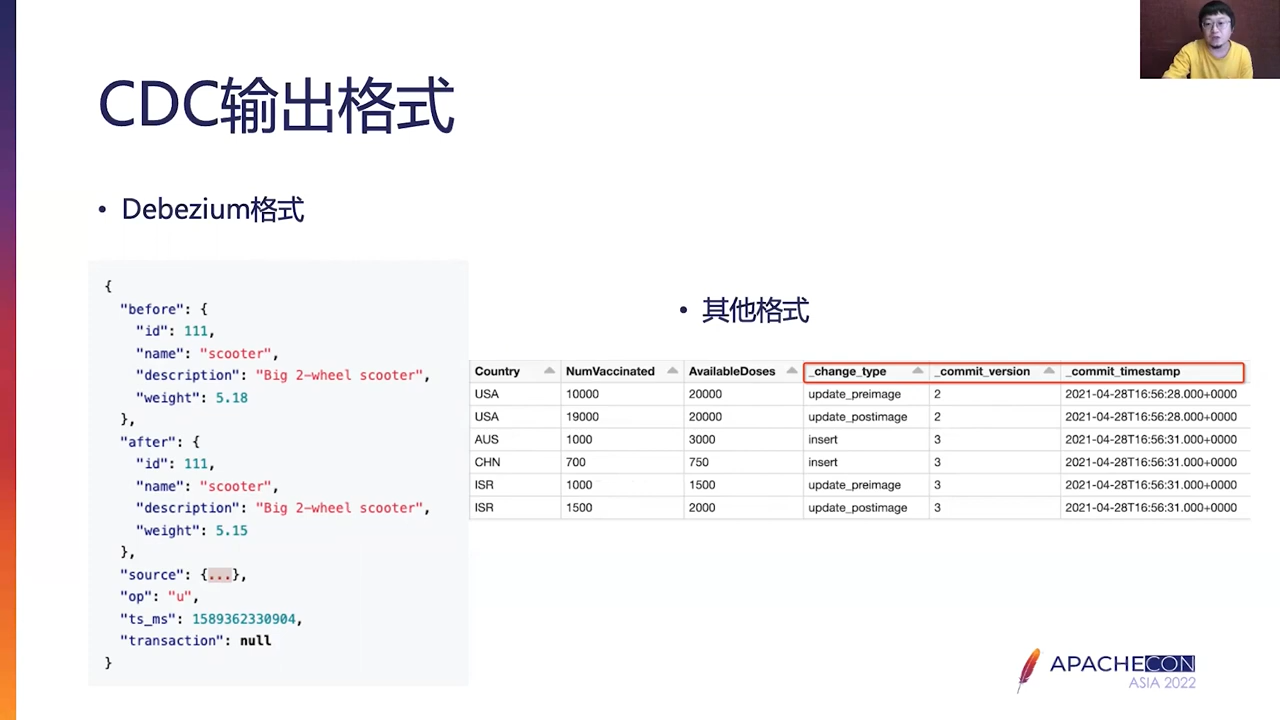 CDC输出格式
• Debezium格式
{
"before": {
"id": 111,
"name": "scooter",
"description": "Big 2-wheel scooter",
"weight": 5.18
},
"after": {
"id": 111,
"name": "scooter",
"description": "Big 2-wheel scooter",
"weight": 5.15
},
"source": {...},
"op": "u",
"ts_ms": 1589362330904,
"transaction": null
}
• 其他格式
Country NumVaccinated AvailableDoses _change_type _commit_version _commit_timestamp
USA 10000 20000 update_preimage 2 2021-04-28T16:56:28.000+0000
USA 19000 20000 update_postimage 2 2021-04-28T16:56:28.000+0000
AUS 1000 3000 insert 3 2021-04-28T16:56:31.000+0000
CHN 700 750 insert 3 2021-04-28T16:56:31.000+0000
ISR 1000 1500 update_preimage 3 2021-04-28T16:56:31.000+0000
ISR 1500 2000 update_postimage 3 2021-04-28T16:56:31.000+0000
APACHECON
ASIA 2022